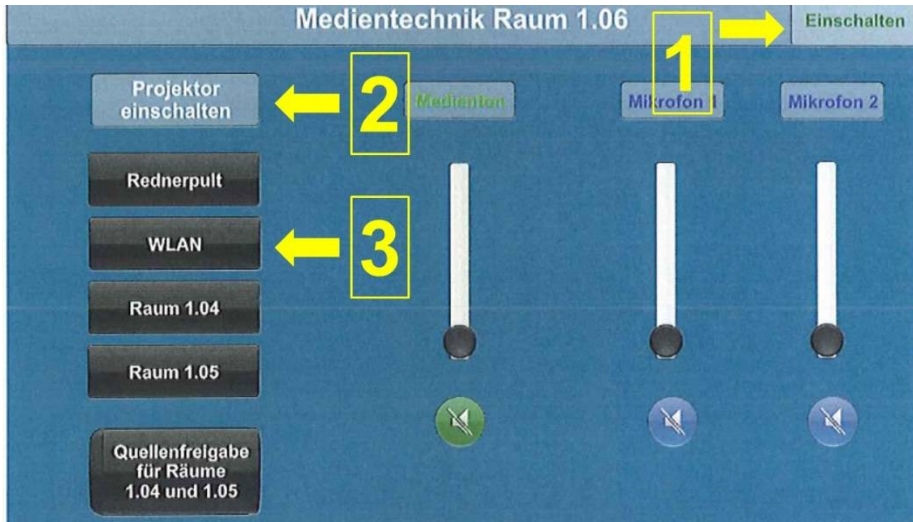 Medientechnik Raum 1.06
1
Einschalten
Projektor
einschalten
2
Medienton
Mikrofon 1
Mikrofon 2
Rednerpult
WLAN
3
Raum 1.04
Raum 1.05
Quellenfreigabe
für Räume
1.04 und 1.05